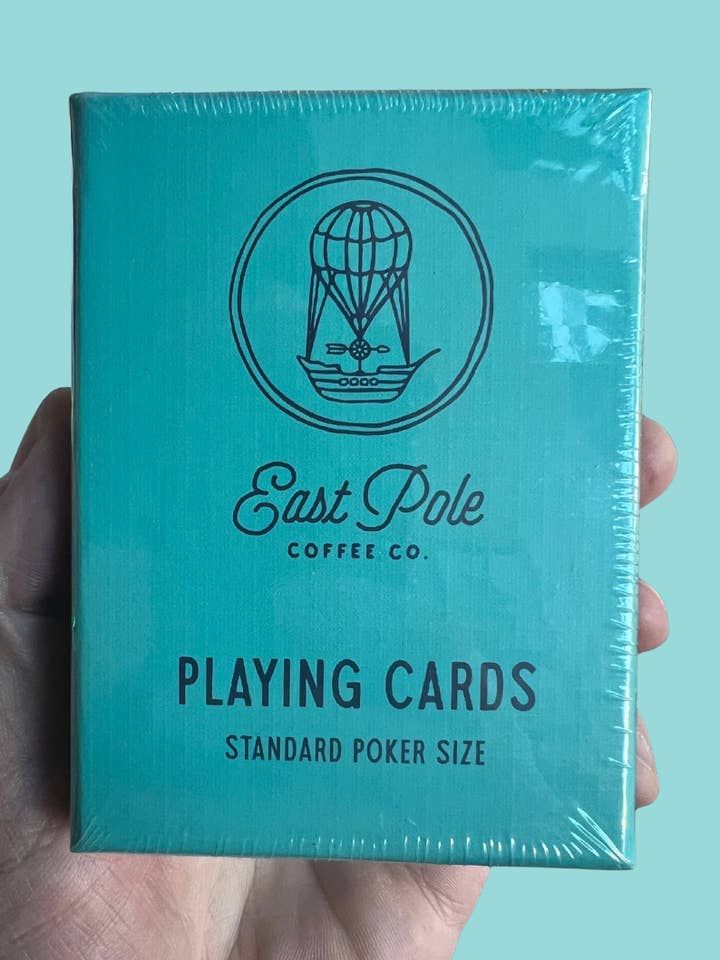 East Pole
COFFEE CO.
PLAYING CARDS
STANDARD POKER SIZE